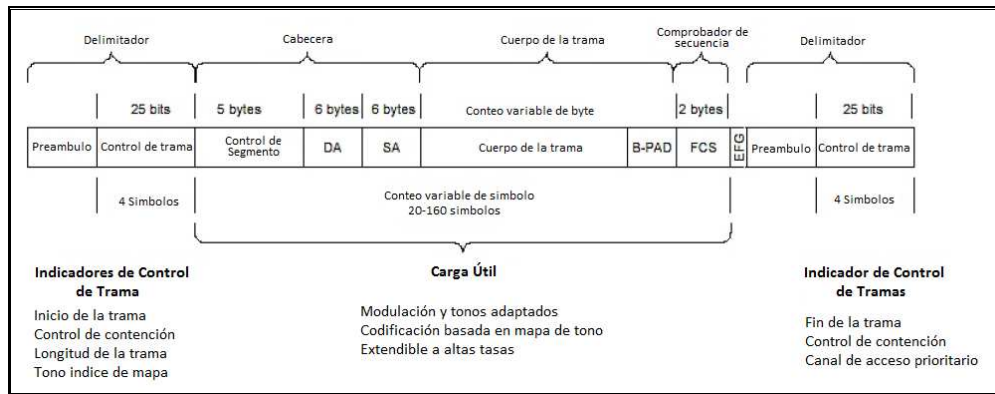 Delimitador Cabecera Cuerpo de la trama Comprobador de secuencia Delimitador
25 bits 5 bytes 6 bytes 6 bytes Conteo variable de byte 2 bytes 25 bits
Preambulo Control de trama Control de Segmento DA SA Cuerpo de la trama B-PAD FCS EFG Preambulo Control de trama
4 Simbolos Conteo variable de simbolo 4 Simbolos
20-160 simbolos
Indicadores de Control
de Trama
Inicio de la trama
Control de contención
Longitud de la trama
Tono indice de mapa
Carga Útil
Modulación y tonos adaptados
Codificación basada en mapa de tono
Extendible a altas tasas
Indicador de Control
de Tramas
Fin de la trama
Control de contención
Canal de acceso prioritario